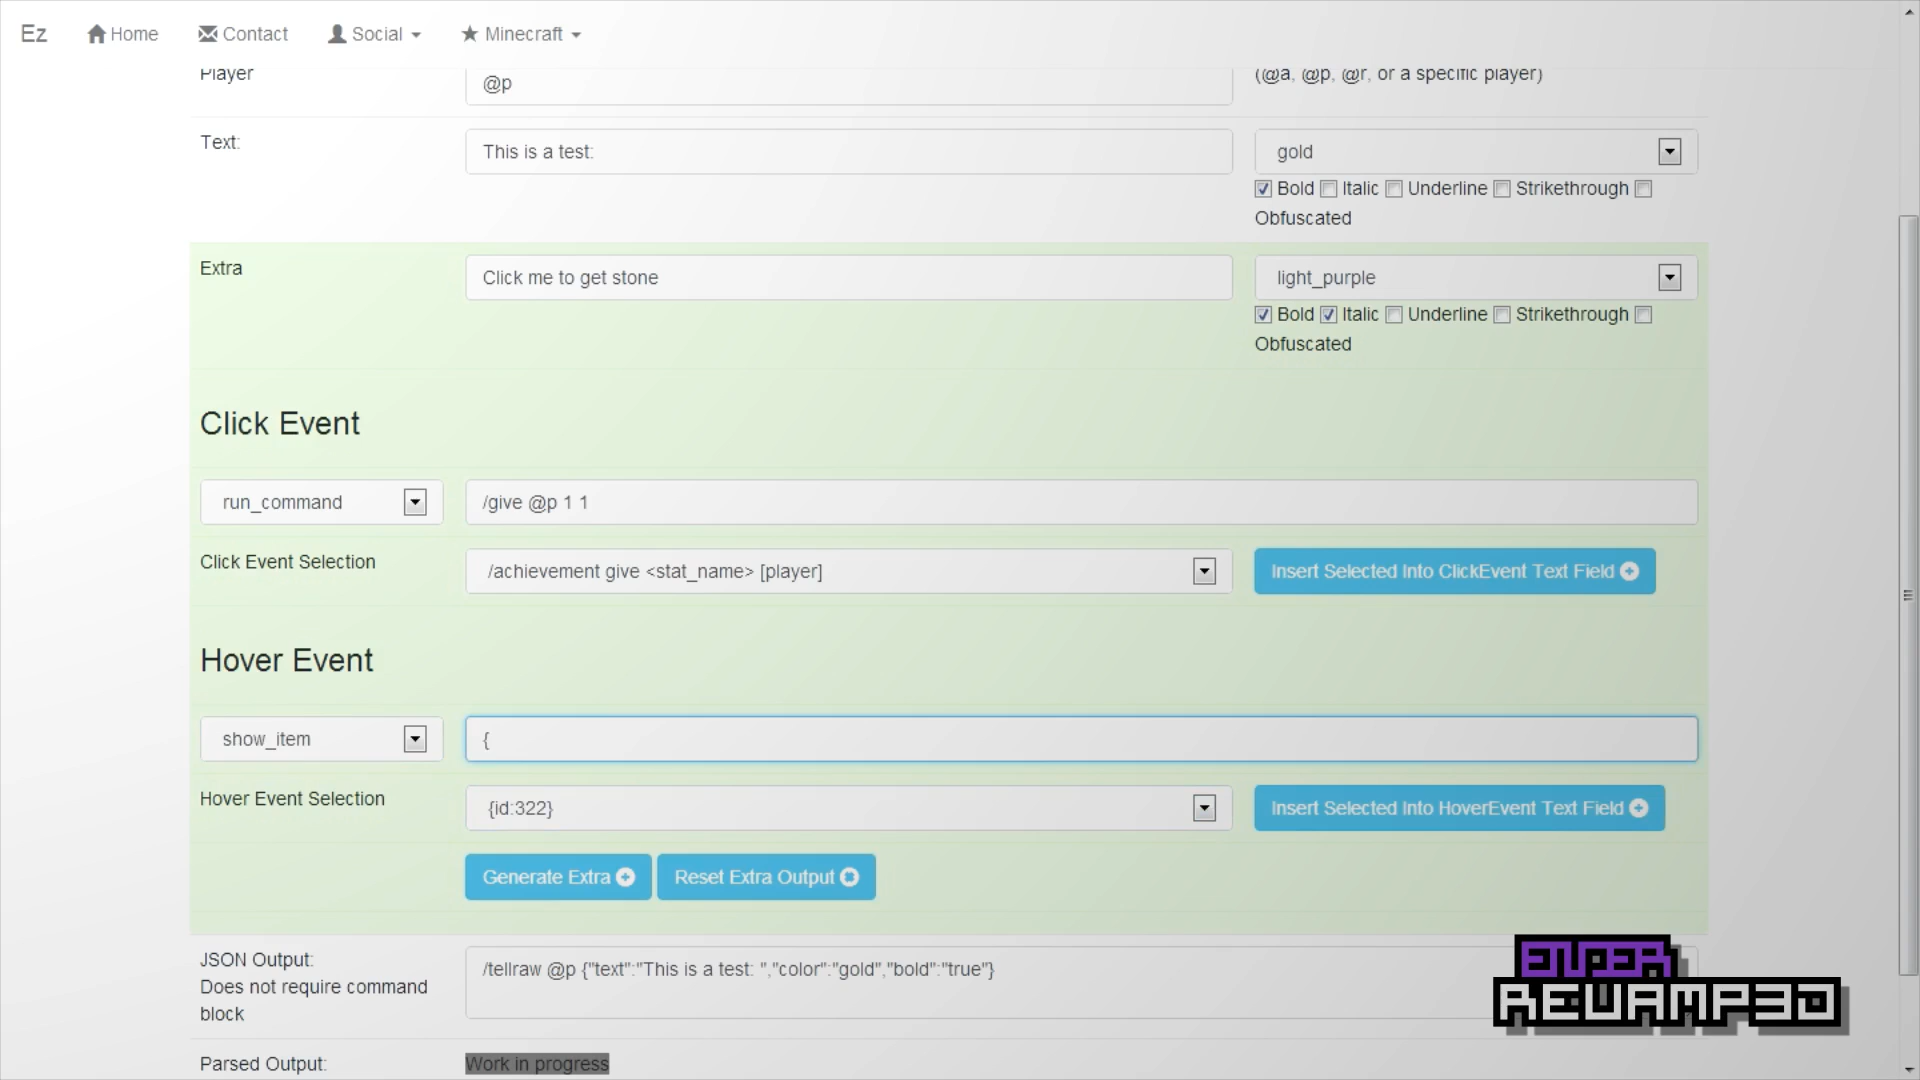 Ez Home Contact Social Minecraft
Player @p (@a, @p, @r, or a specific player)
Text: This is a test: gold
Bold Italic Underline Strikethrough
Obfuscated
Extra Click me to get stone light_purple
Bold Italic Underline Strikethrough
Obfuscated
Click Event
run_command /give @p 1 1
Click Event Selection /achievement give <stat_name> [player] Insert Selected Into ClickEvent Text Field
Hover Event
show_item {
Hover Event Selection {id:322} Insert Selected Into HoverEvent Text Field
Generate Extra Reset Extra Output
JSON Output: /tellraw @p {"text":"This is a test: ","color":"gold","bold":"true"}
Does not require command
block
ENDER
REVAMP3D
Parsed Output: Work in progress